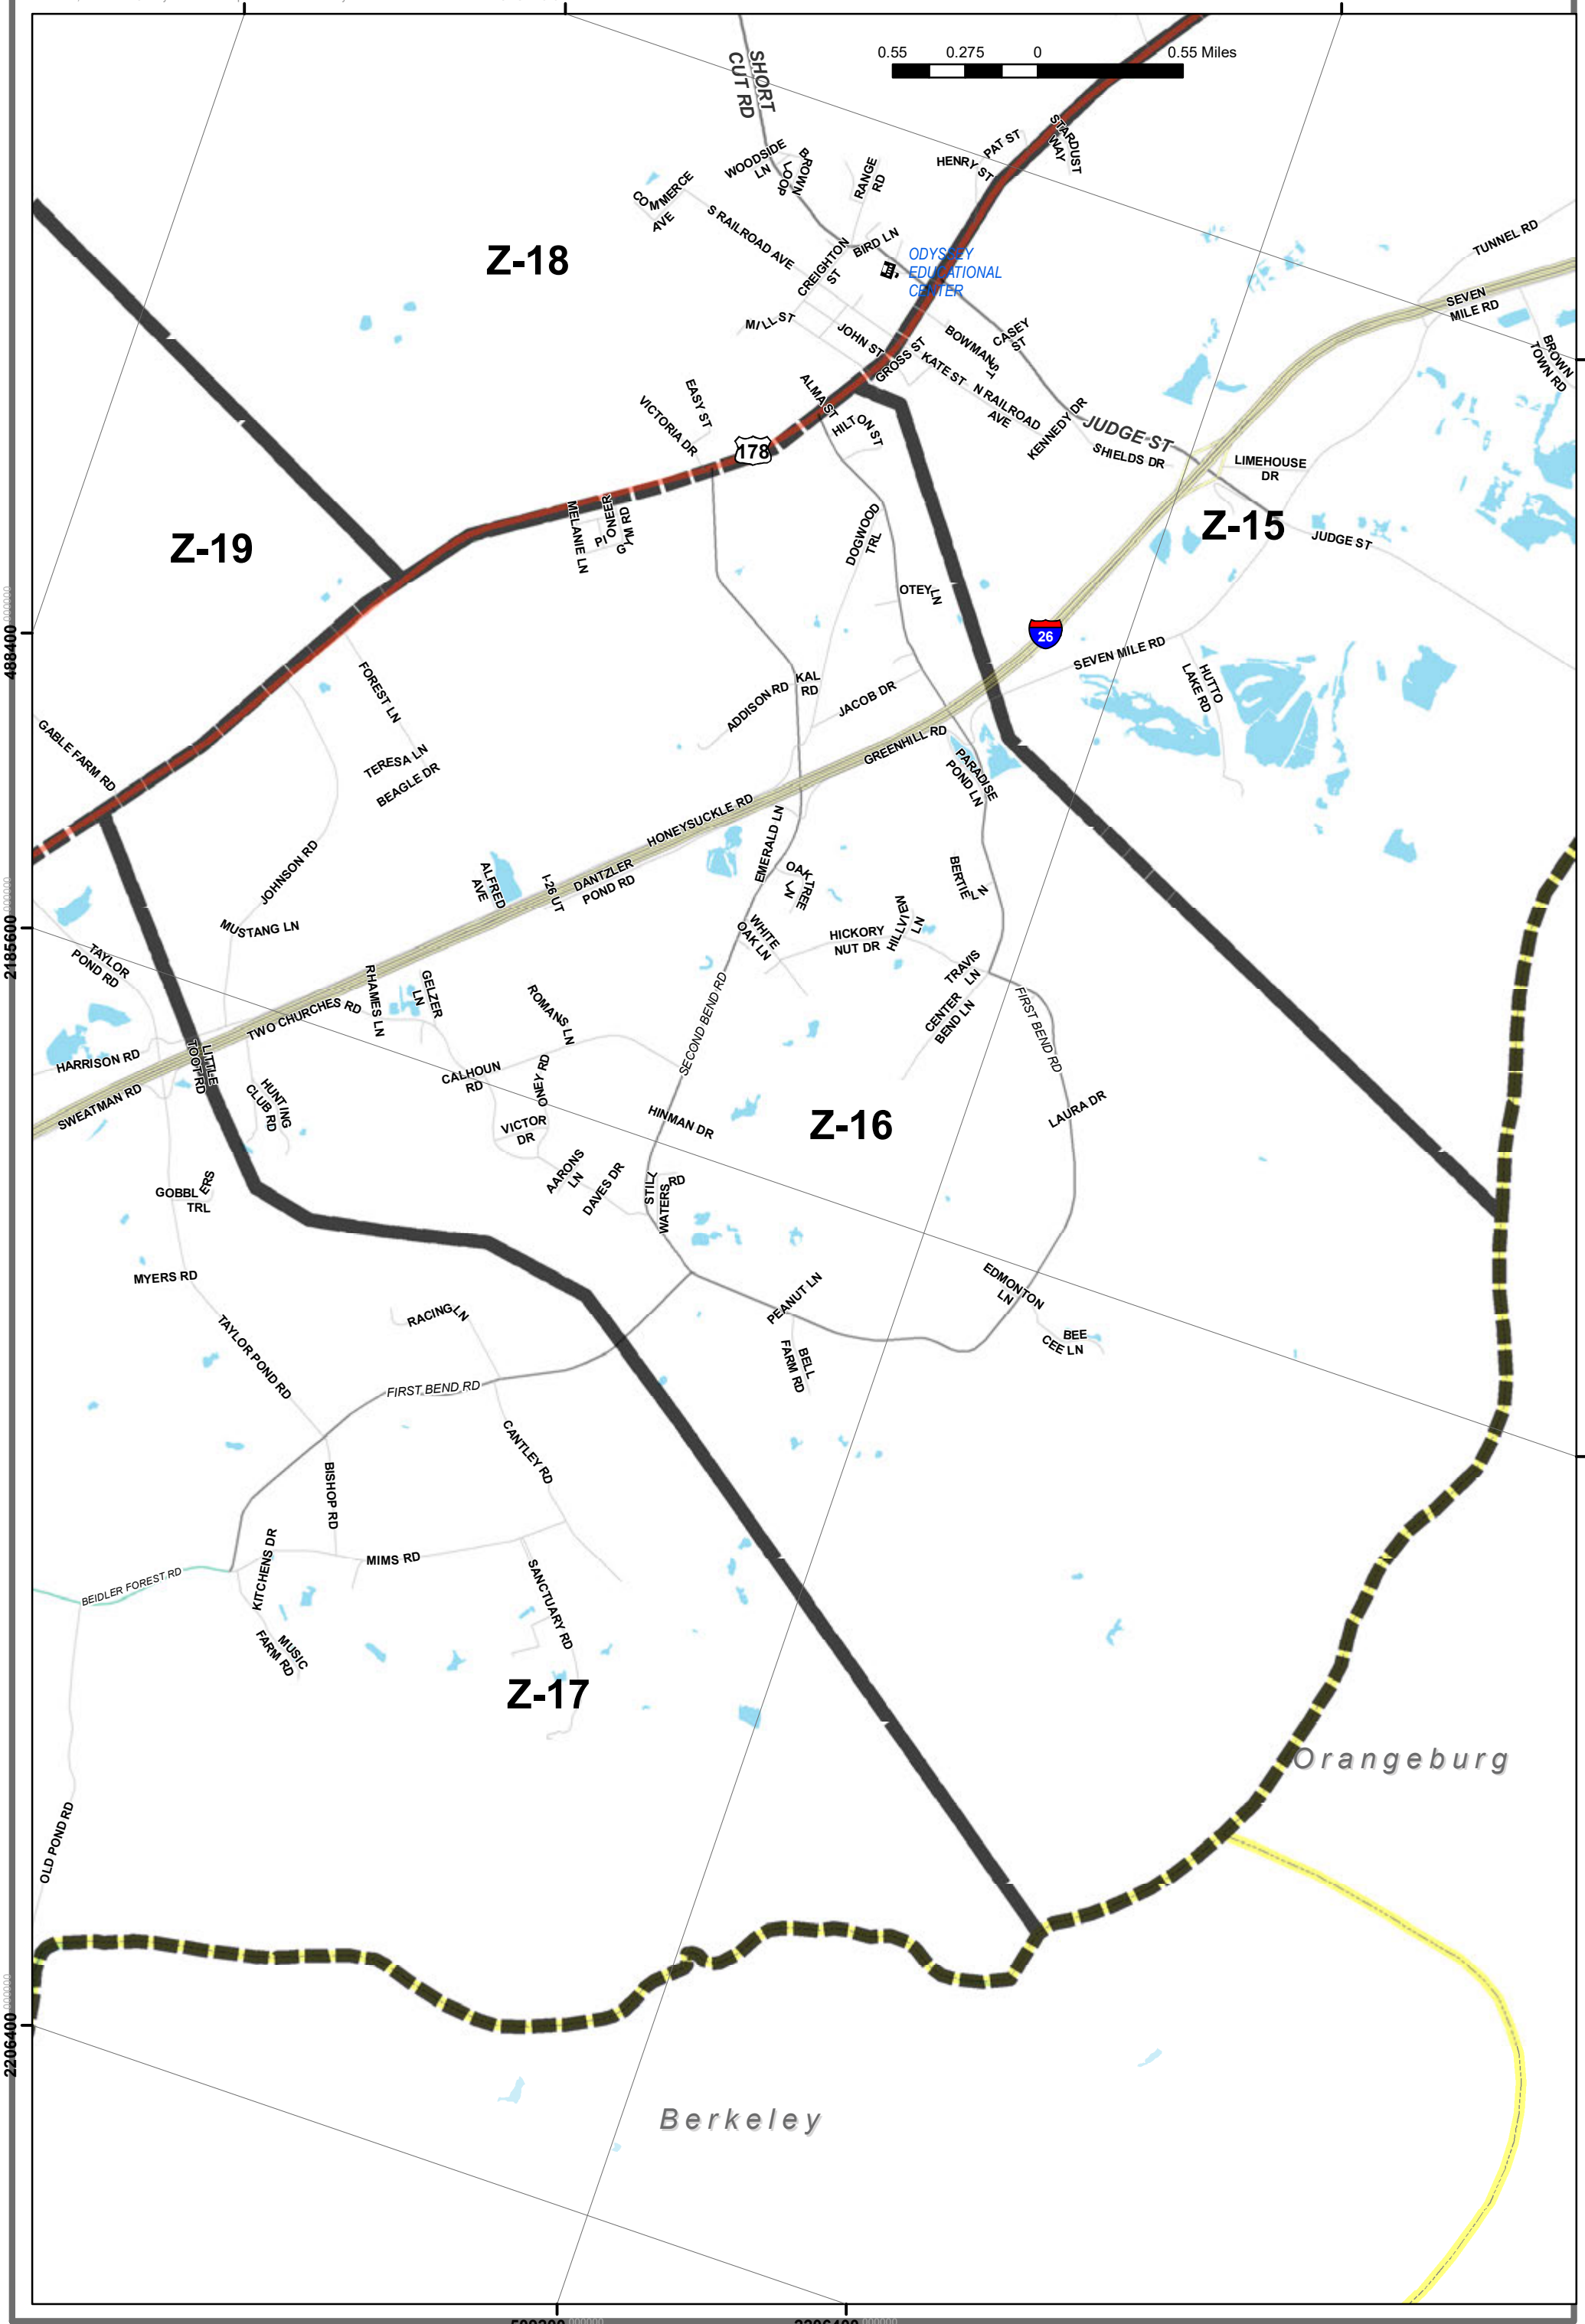 0.55 0.275 0 0.55 Miles
SHORT
CUT RD
STARDUST
WAY
PAT ST
HENRY ST
WOODSIDE
LN
BROWN
LOOP
RANGE
RD
COMMERCE
AVE
S RAILROAD AVE
CREIGHTON
ST
BIRD LN
ODYSSEY
EDUCATIONAL
CENTER
TUNNEL RD
Z-18
SEVEN
MILE RD
BROWN
TOWN RD
MILL ST
JOHN ST
GROSS ST
KATE ST
BOWMAN
ST
CASEY
ST
N RAILROAD
AVE
KENNEDY DR
JUDGE ST
SHIELDS DR
LIMEHOUSE
DR
ALMA ST
HILTON ST
EASY ST
VICTORIA DR
178
MELANIE LN
PIONEER
GYM RD
Z-19
Z-15
JUDGE ST
DOGWOOD
TRL
OTEY LN
488400.000000
26
SEVEN MILE RD
HUTTO
LAKE RD
FOREST LN
KAL
RD
ADDISON RD
JACOB DR
GABLE FARM RD
GREENHILL RD
TERESA LN
BEAGLE DR
PARADISE
POND LN
HONEYSUCKLE RD
JOHNSON RD
EMERALD LN
OAK TREE
LN
BERTIE LN
ALFRED
AVE
I-26 UT
DANTZLER
POND RD
2185600.000000
MUSTANG LN
WHITE
OAK LN
HICKORY
NUT DR
HILLVIEW
LN
TAYLOR
POND RD
RHAMES LN
GELZER
LN
TRAVIS
LN
TWO CHURCHES RD
ROMANS LN
SECOND BEND RD
CENTER
BEND LN
FIRST BEND RD
HARRISON RD
LITTLE
TOOT RD
SWEATMAN RD
HUNTING
CLUB RD
CALHOUN
RD
ONEY RD
VICTOR
DR
HINMAN DR
Z-16
LAURA DR
GOBBLERS
TRL
AARONS
LN
DAVES DR
STILL
WATERS RD
MYERS RD
PEANUT LN
EDMONTON
LN
RACING LN
BEE
CEE LN
TAYLOR POND RD
BELL
FARM RD
FIRST BEND RD
CANTLEY RD
BISHOP RD
KITCHENS DR
MIMS RD
BEIDLER FOREST RD
SANCTUARY RD
MUSIC
FARM RD
Z-17
Orangeburg
OLD POND RD
2206400.000000
Berkeley